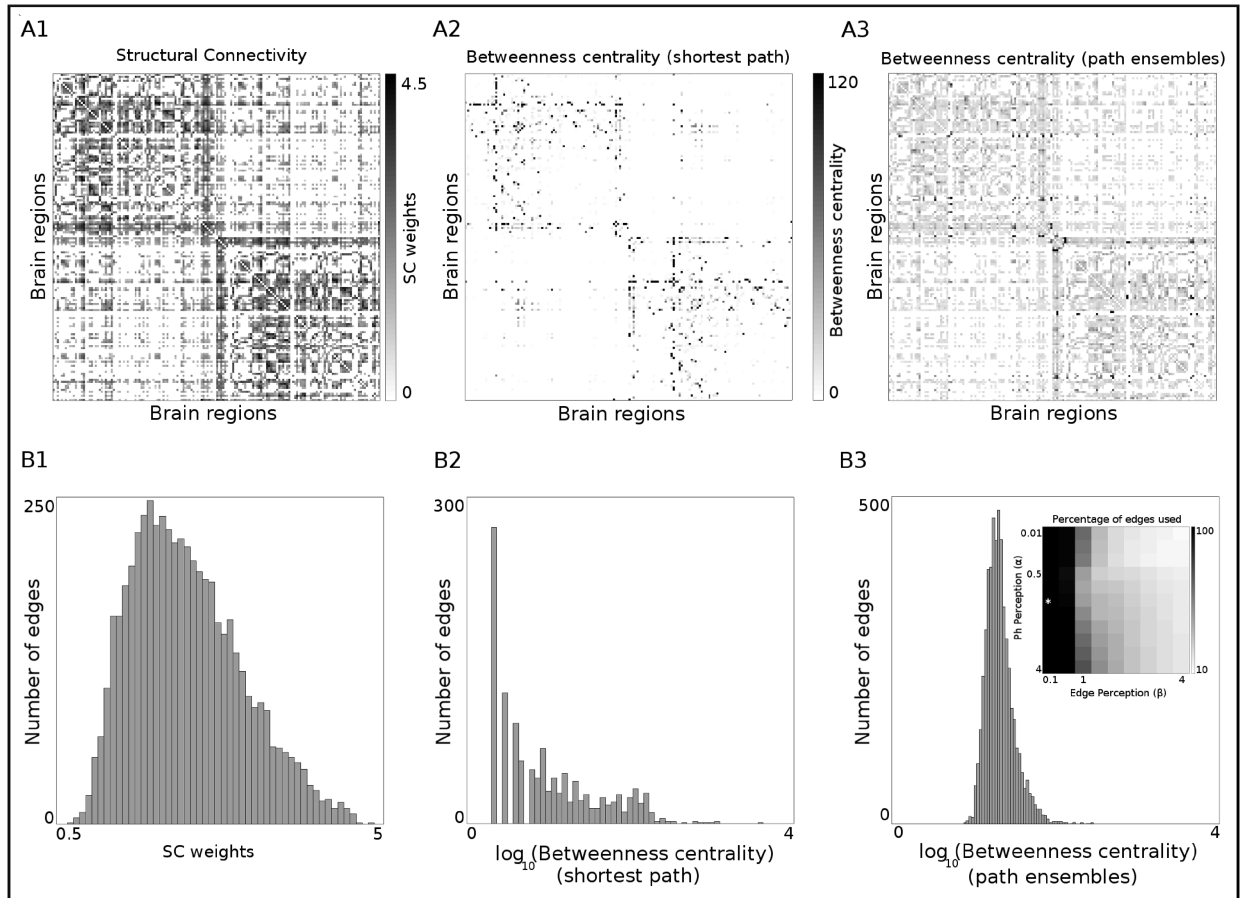 A1
A2
A3
Structural Connectivity
Betweenness centrality (shortest path)
Betweenness centrality (path ensembles)
Brain regions
4.5
SC weights
0
Brain regions
Brain regions
120
Betweenness centrality
0
Brain regions
Brain regions
Brain regions
B1
B2
B3
250
Number of edges
0
0.5
5
SC weights
300
Number of edges
0
0
4
log10(Betweenness centrality)
(shortest path)
500
Number of edges
0
0
4
log10(Betweenness centrality)
(path ensembles)
Percentage of edges used
0.01
0.5
*
4
Ph Perception (α)
0.1
1
4
Edge Perception (β)
100
10